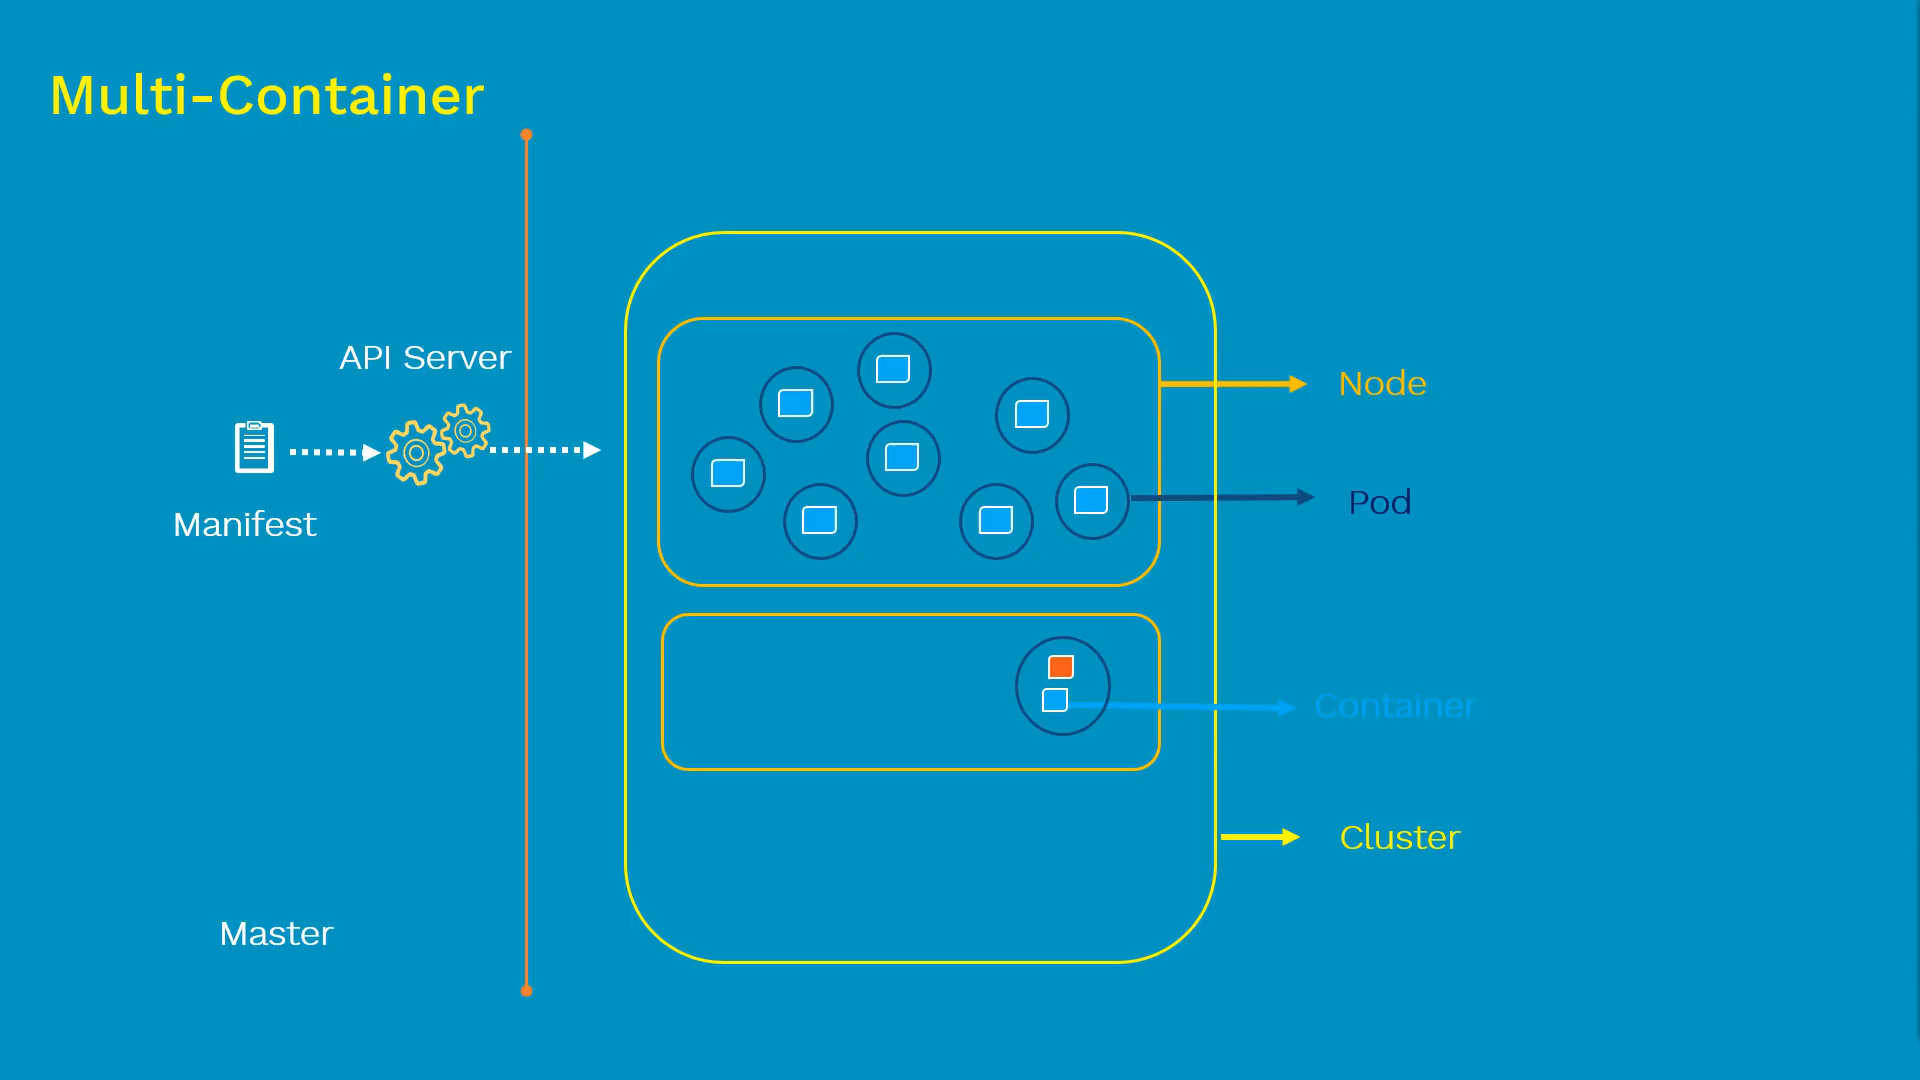 Multi-Container
API Server
Manifest
Master
Node
Pod
Container
Cluster